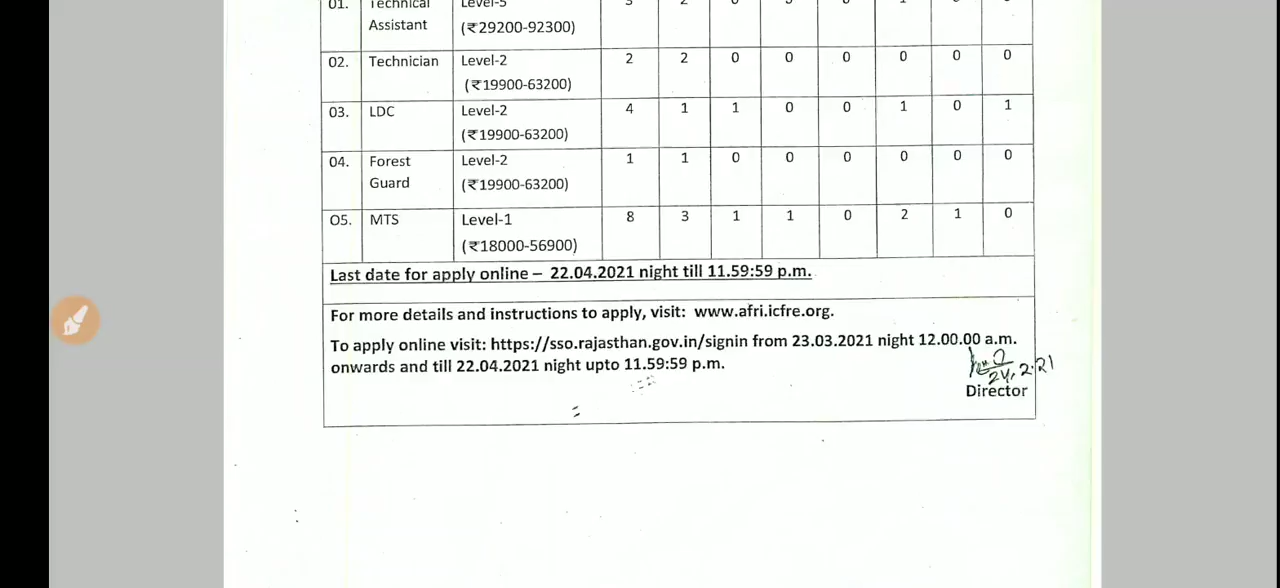 01. Technical Level-5 3 2 0
Assistant (₹29200-92300)
02. Technician Level-2 2 2 0 0 0 0 0 0
(₹19900-63200)
03. LDC Level-2 4 1 1 0 0 1 0 1
(₹19900-63200)
04. Forest Level-2 1 1 0 0 0 0 0 0
Guard (₹19900-63200)
O5. MTS Level-1 8 3 1 1 0 2 1 0
(₹18000-56900)
Last date for apply online – 22.04.2021 night till 11.59:59 p.m.
For more details and instructions to apply, visit: www.afri.icfre.org.
To apply online visit: https://sso.rajasthan.gov.in/signin from 23.03.2021 night 12.00.00 a.m.
onwards and till 22.04.2021 night upto 11.59:59 p.m.
24.2.21
Director